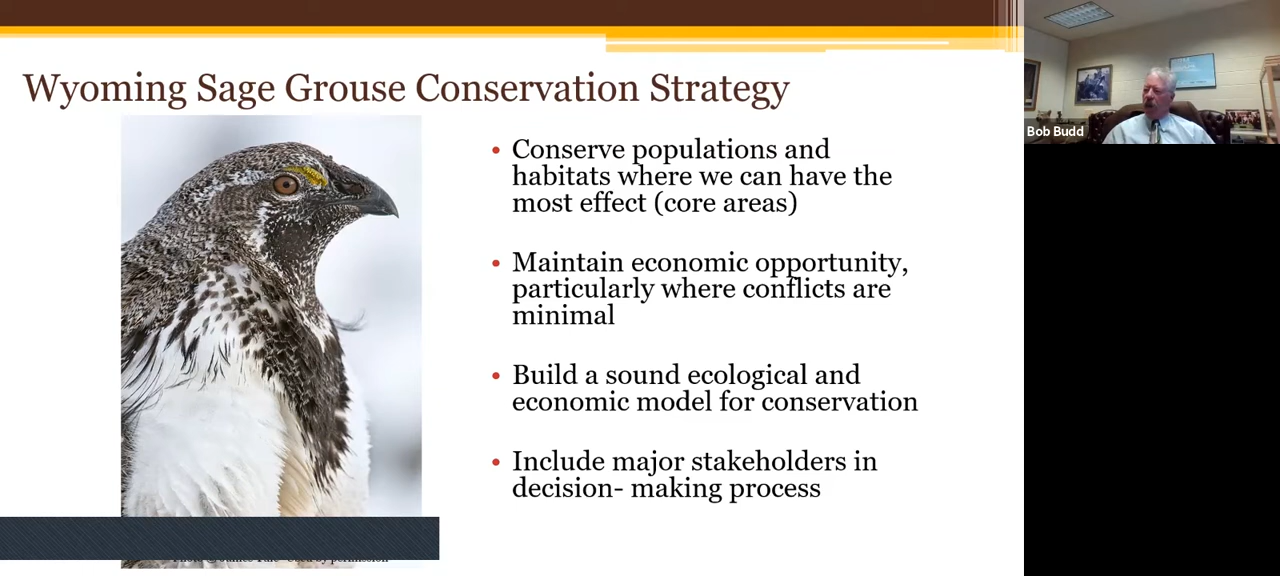 Wyoming Sage Grouse Conservation Strategy
• Conserve populations and
habitats where we can have the
most effect (core areas)
• Maintain economic opportunity,
particularly where conflicts are
minimal
• Build a sound ecological and
economic model for conservation
• Include major stakeholders in
decision- making process
Bob Budd